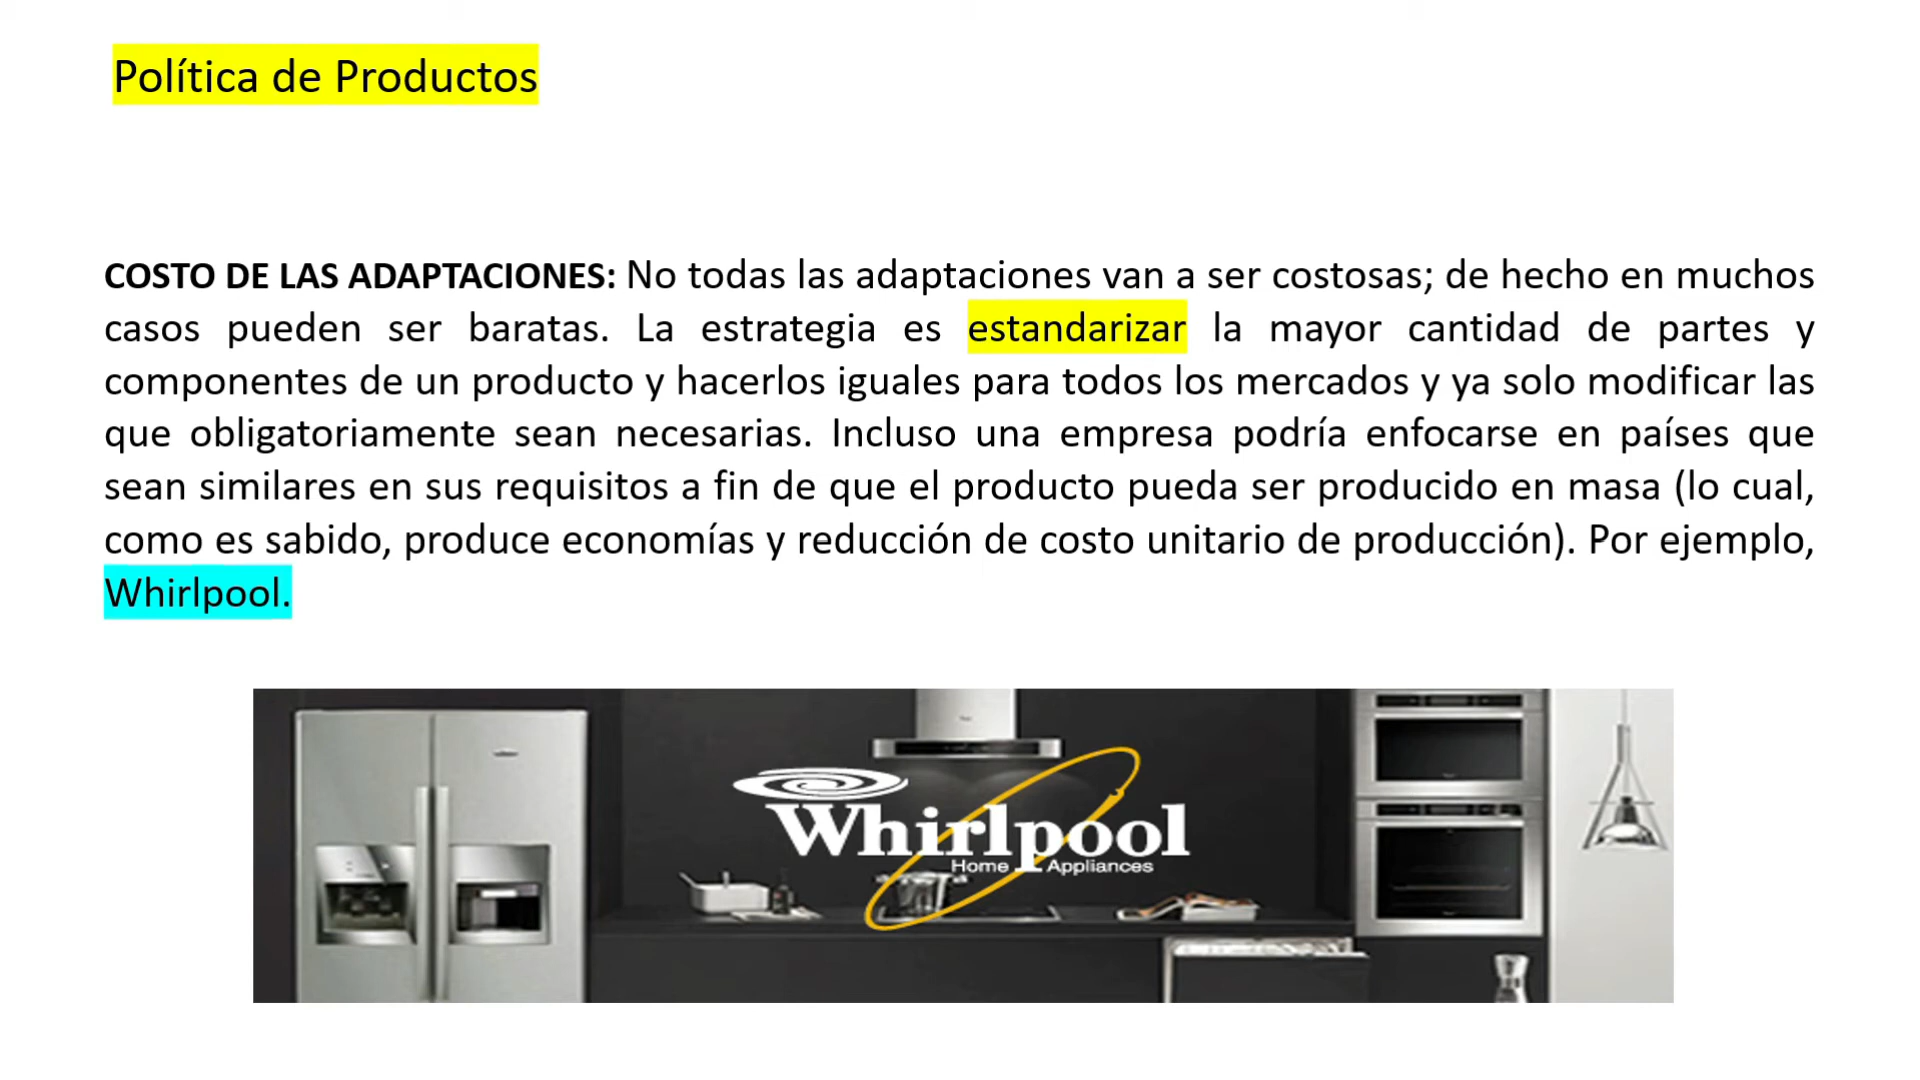 Política de Productos
COSTO DE LAS ADAPTACIONES: No todas las adaptaciones van a ser costosas; de hecho en muchos
casos pueden ser baratas. La estrategia es estandarizar la mayor cantidad de partes y
componentes de un producto y hacerlos iguales para todos los mercados y ya solo modificar las
que obligatoriamente sean necesarias. Incluso una empresa podría enfocarse en países que
sean similares en sus requisitos a fin de que el producto pueda ser producido en masa (lo cual,
como es sabido, produce economías y reducción de costo unitario de producción). Por ejemplo,
Whirlpool.
Whirlpool
Home Appliances